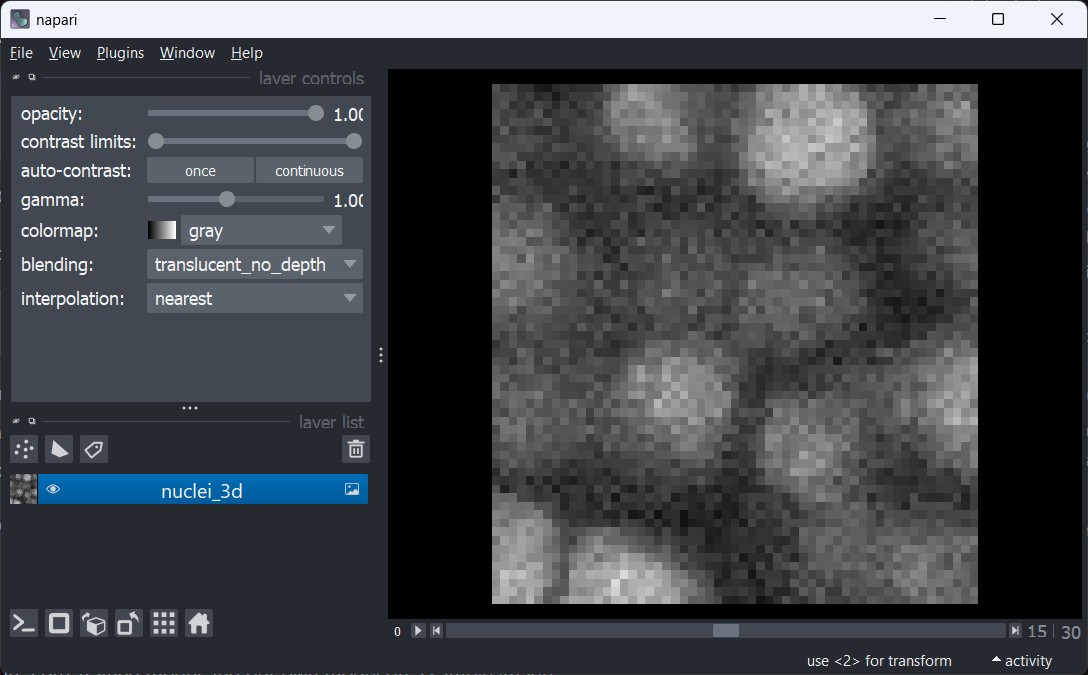 napari
File View Plugins Window Help
layer controls
opacity: 1.00
contrast limits:
auto-contrast: once continuous
gamma: 1.00
colormap: gray
blending: translucent_no_depth
interpolation: nearest
layer list
nuclei_3d
0 15 30
use <2> for transform activity